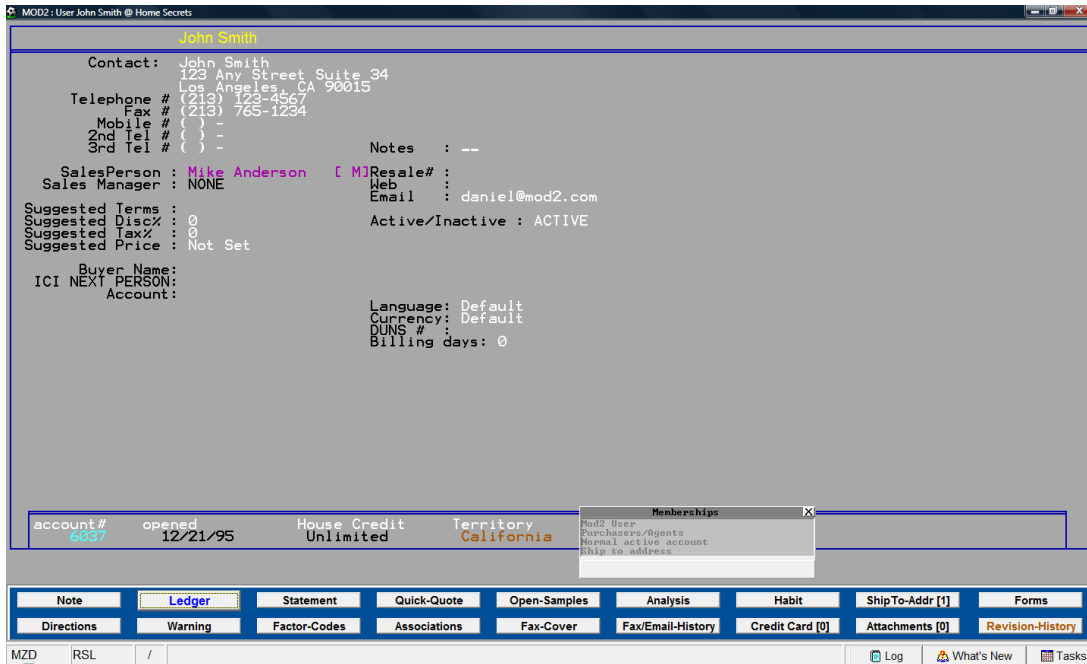 MOD2 : User John Smith @ Home Secrets
John Smith
Contact: John Smith
123 Any Street Suite 34
Los Angeles, CA 90015
Telephone # (213) 123-4567
Fax # (213) 765-1234
Mobile # ( ) -
2nd Tel # ( ) -
3rd Tel # ( ) - Notes : --
SalesPerson : Mike Anderson [ M]Resale# :
Sales Manager : NONE Web :
Email : daniel@mod2.com
Suggested Terms :
Suggested Disc% : 0 Active/Inactive : ACTIVE
Suggested Tax% : 0
Suggested Price : Not Set
Buyer Name:
ICI NEXT PERSON:
Account:
Language: Default
Currency: Default
DUNS # :
Billing days: 0
account# opened House Credit Territory
6037 12/21/95 Unlimited California
Memberships X
Mod2 User
Purchasers/Agents
Normal active account
Ship to address
Note Ledger Statement Quick-Quote Open-Samples Analysis Habit ShipTo-Addr [1] Forms
Directions Warning Factor-Codes Associations Fax-Cover Fax/Email-History Credit Card [0] Attachments [0] Revision-History
MZD RSL / Log What's New Tasks